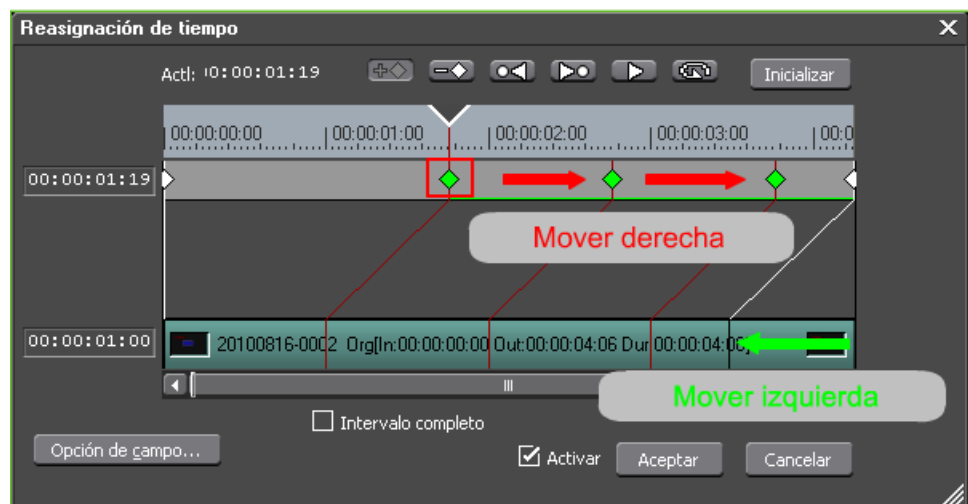 Reasignación de tiempo
Actl: 0:00:01:19
Inicializar
00:00:00:00 00:00:01:00 00:00:02:00 00:00:03:00 00:0
00:00:01:19
Mover derecha
00:00:01:00
20100816-0002 Org[In:00:00:00:00 Out:00:00:04:06 Dur:00:00:04:0
Mover izquierda
Intervalo completo
Opción de campo...
Activar
Aceptar
Cancelar